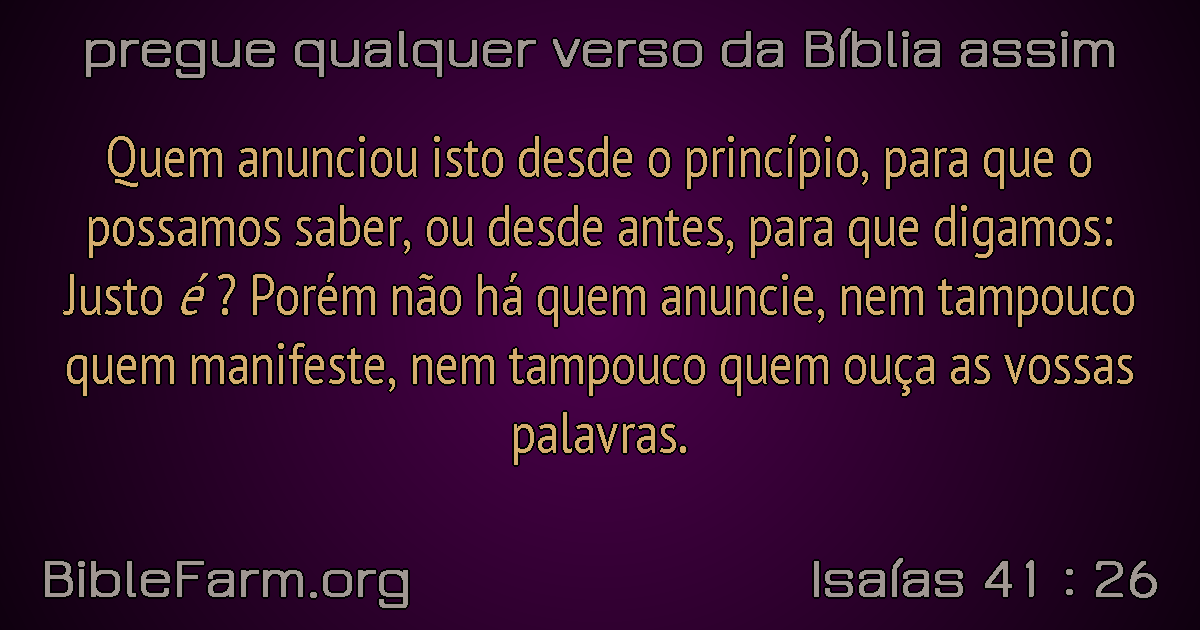 pregue qualquer verso da Bíblia assim
Quem anunciou isto desde o princípio, para que o
possamos saber, ou desde antes, para que digamos:
Justo é ? Porém não há quem anuncie, nem tampouco
quem manifeste, nem tampouco quem ouça as vossas
palavras.
BibleFarm.org
Isaías 41 : 26